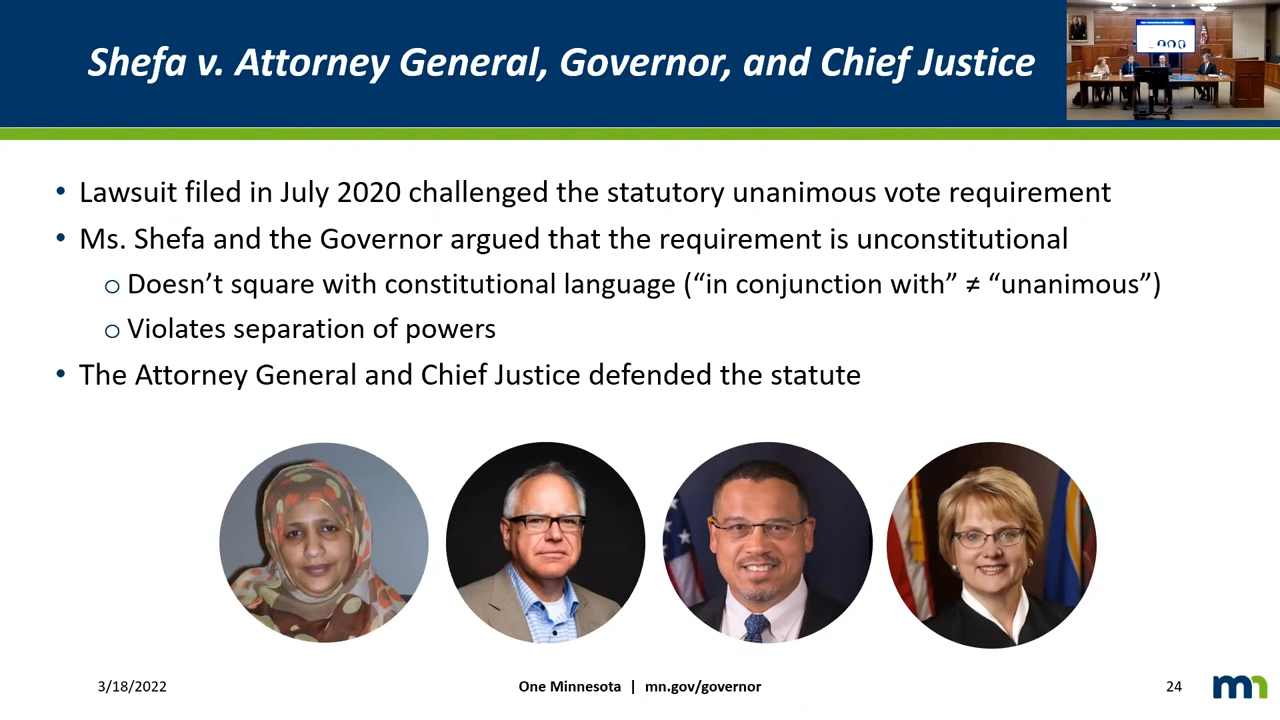 Shefa v. Attorney General, Governor, and Chief Justice
• Lawsuit filed in July 2020 challenged the statutory unanimous vote requirement
• Ms. Shefa and the Governor argued that the requirement is unconstitutional
o Doesn’t square with constitutional language (“in conjunction with” ≠ “unanimous”)
o Violates separation of powers
• The Attorney General and Chief Justice defended the statute
3/18/2022
One Minnesota | mn.gov/governor
24
mn